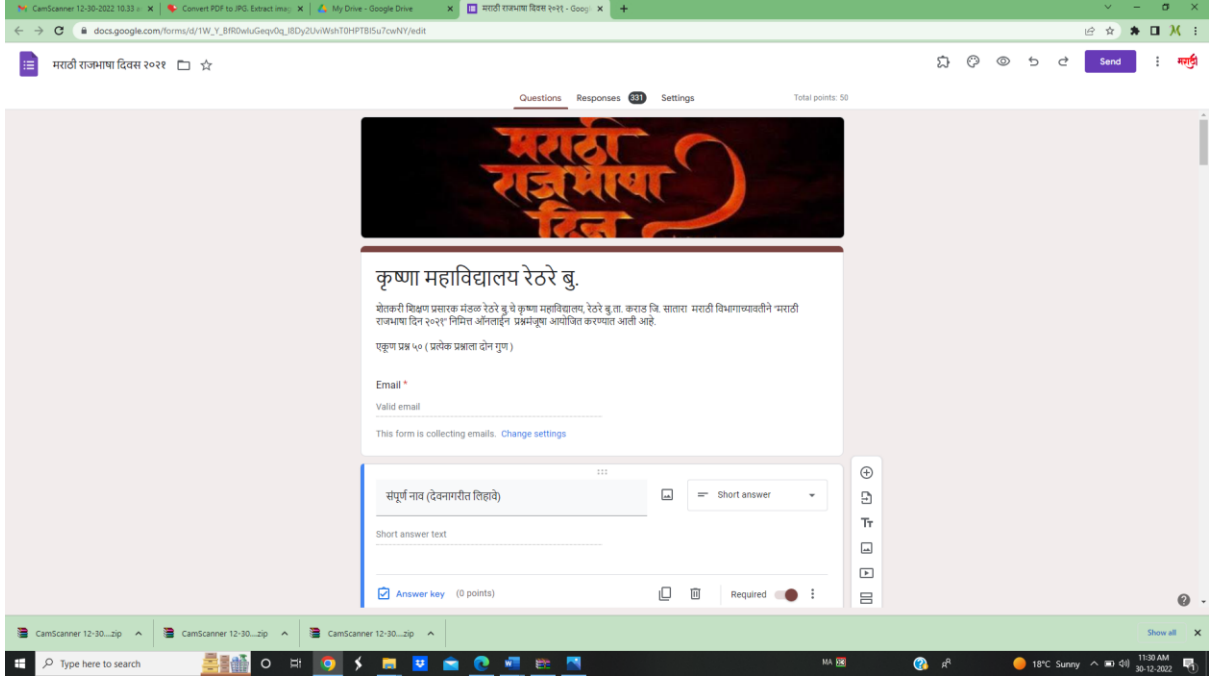 CamScanner 12-30-2022 10.33
Convert PDF to JPG. Extract imag
My Drive - Google Drive
मराठी राजभाषा दिवस २०२१ - Goog
docs.google.com/forms/d/1W_Y_BfR0wluGeqv0q_I8Dy2UviWshT0HPTBI5u7cwNY/edit
मराठी राजभाषा दिवस २०२१
Send
मराठी
Questions Responses 331 Settings
Total points: 50
मराठी
राजभाषा
दिन
कृष्णा महाविद्यालय रेठरे बु.
शेतकरी शिक्षण प्रसारक मंडळ रेठरे बु.चे कृष्णा महाविद्यालय, रेठरे बु.ता. कराड जि. सातारा मराठी विभागाच्यावतीने "मराठी
राजभाषा दिन २०२१" निमित्त ऑनलाईन प्रश्नमंजूषा आयोजित करण्यात आली आहे.
एकूण प्रश्न ५० ( प्रत्येक प्रश्नाला दोन गुण )
Email *
Valid email
This form is collecting emails. Change settings
संपूर्ण नाव (देवनागरीत लिहावे)
Short answer
Short answer text
Answer key (0 points)
Required
CamScanner 12-30....zip
CamScanner 12-30....zip
CamScanner 12-30....zip
Show all
Type here to search
MA
18°C Sunny
11:30 AM
30-12-2022